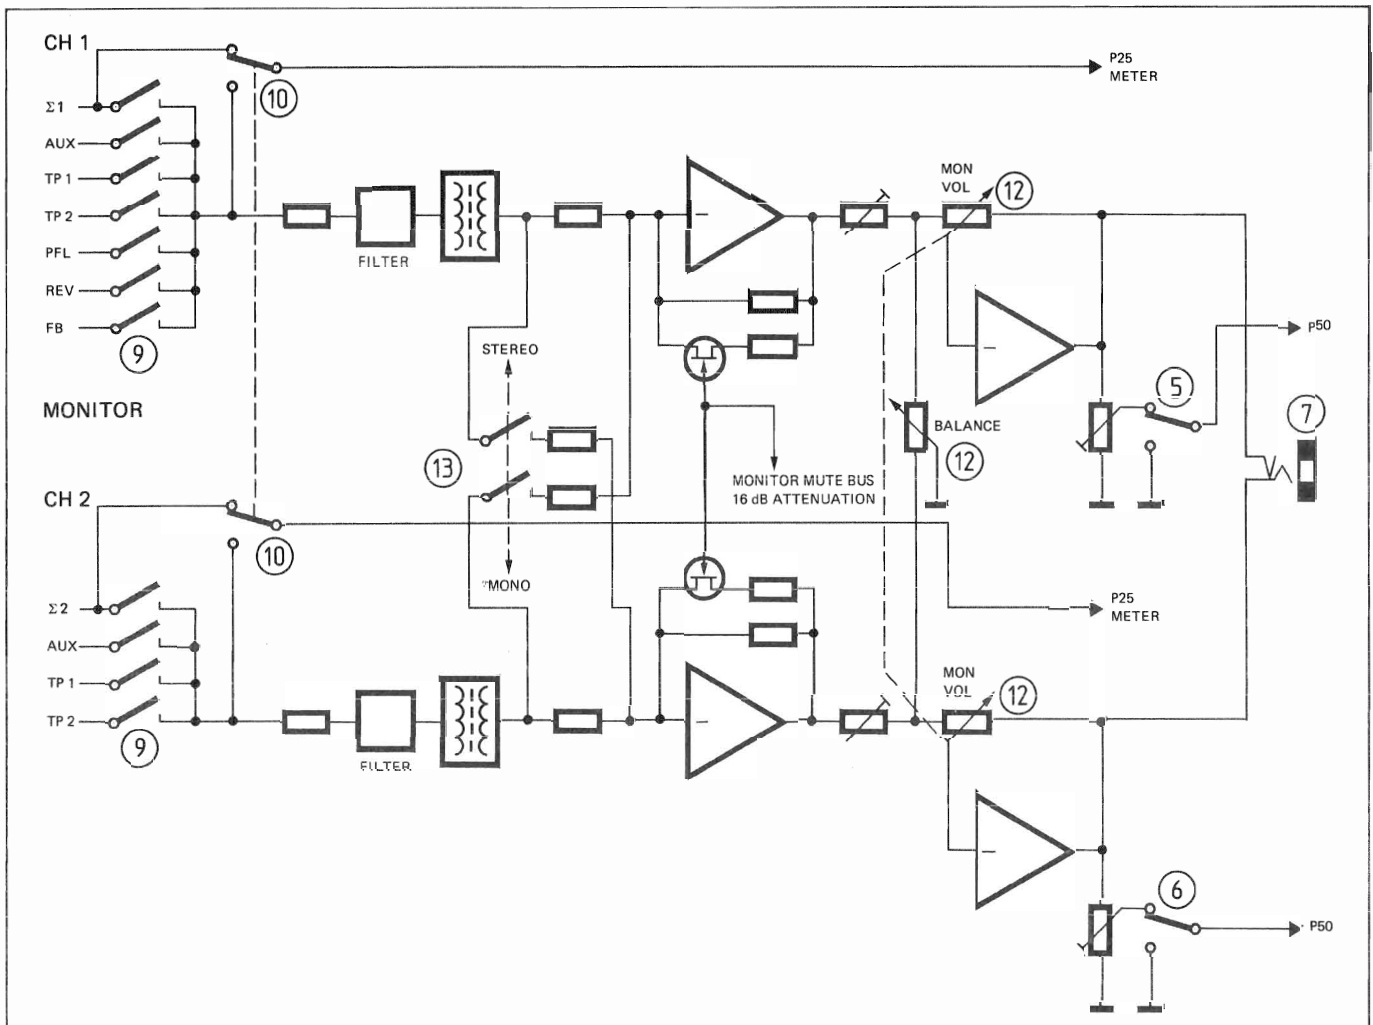 CH 1
P25
METER
10
Σ1
AUX
TP 1
TP 2
PFL
REV
FB
9
FILTER
MON
VOL
12
STEREO
P50
5
7
MONITOR
BALANCE
12
13
MONITOR MUTE BUS
16 dB ATTENUATION
CH 2
10
MONO
P25
METER
Σ2
AUX
TP 1
TP 2
9
FILTER
MON
VOL
12
6
P50